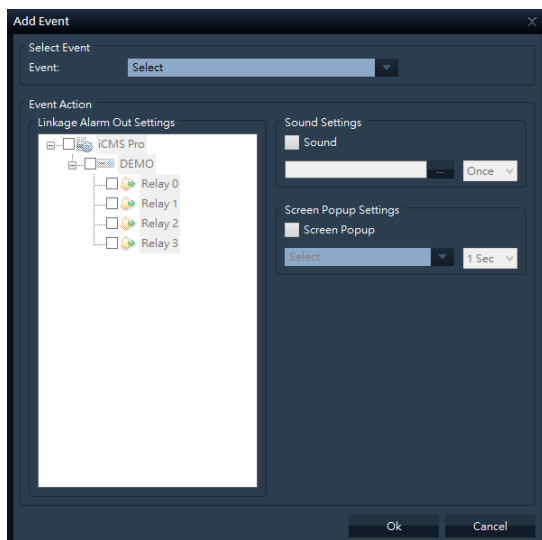 Add Event
Select Event
Event: Select
Event Action
Linkage Alarm Out Settings
iCMS Pro
DEMO
Relay 0
Relay 1
Relay 2
Relay 3
Sound Settings
Sound
... Once
Screen Popup Settings
Screen Popup
Select 1 Sec
Ok Cancel